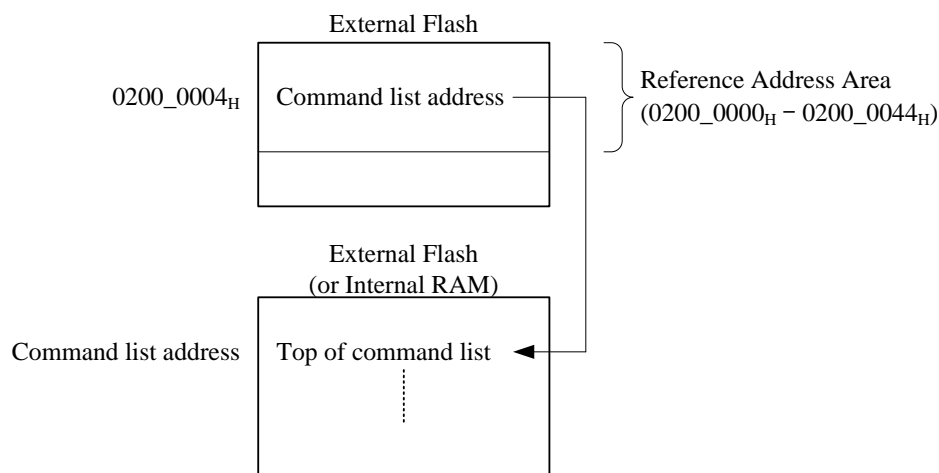 External Flash
0200_0004H
Command list address
Reference Address Area
(0200_0000H – 0200_0044H)
External Flash
(or Internal RAM)
Command list address
Top of command list